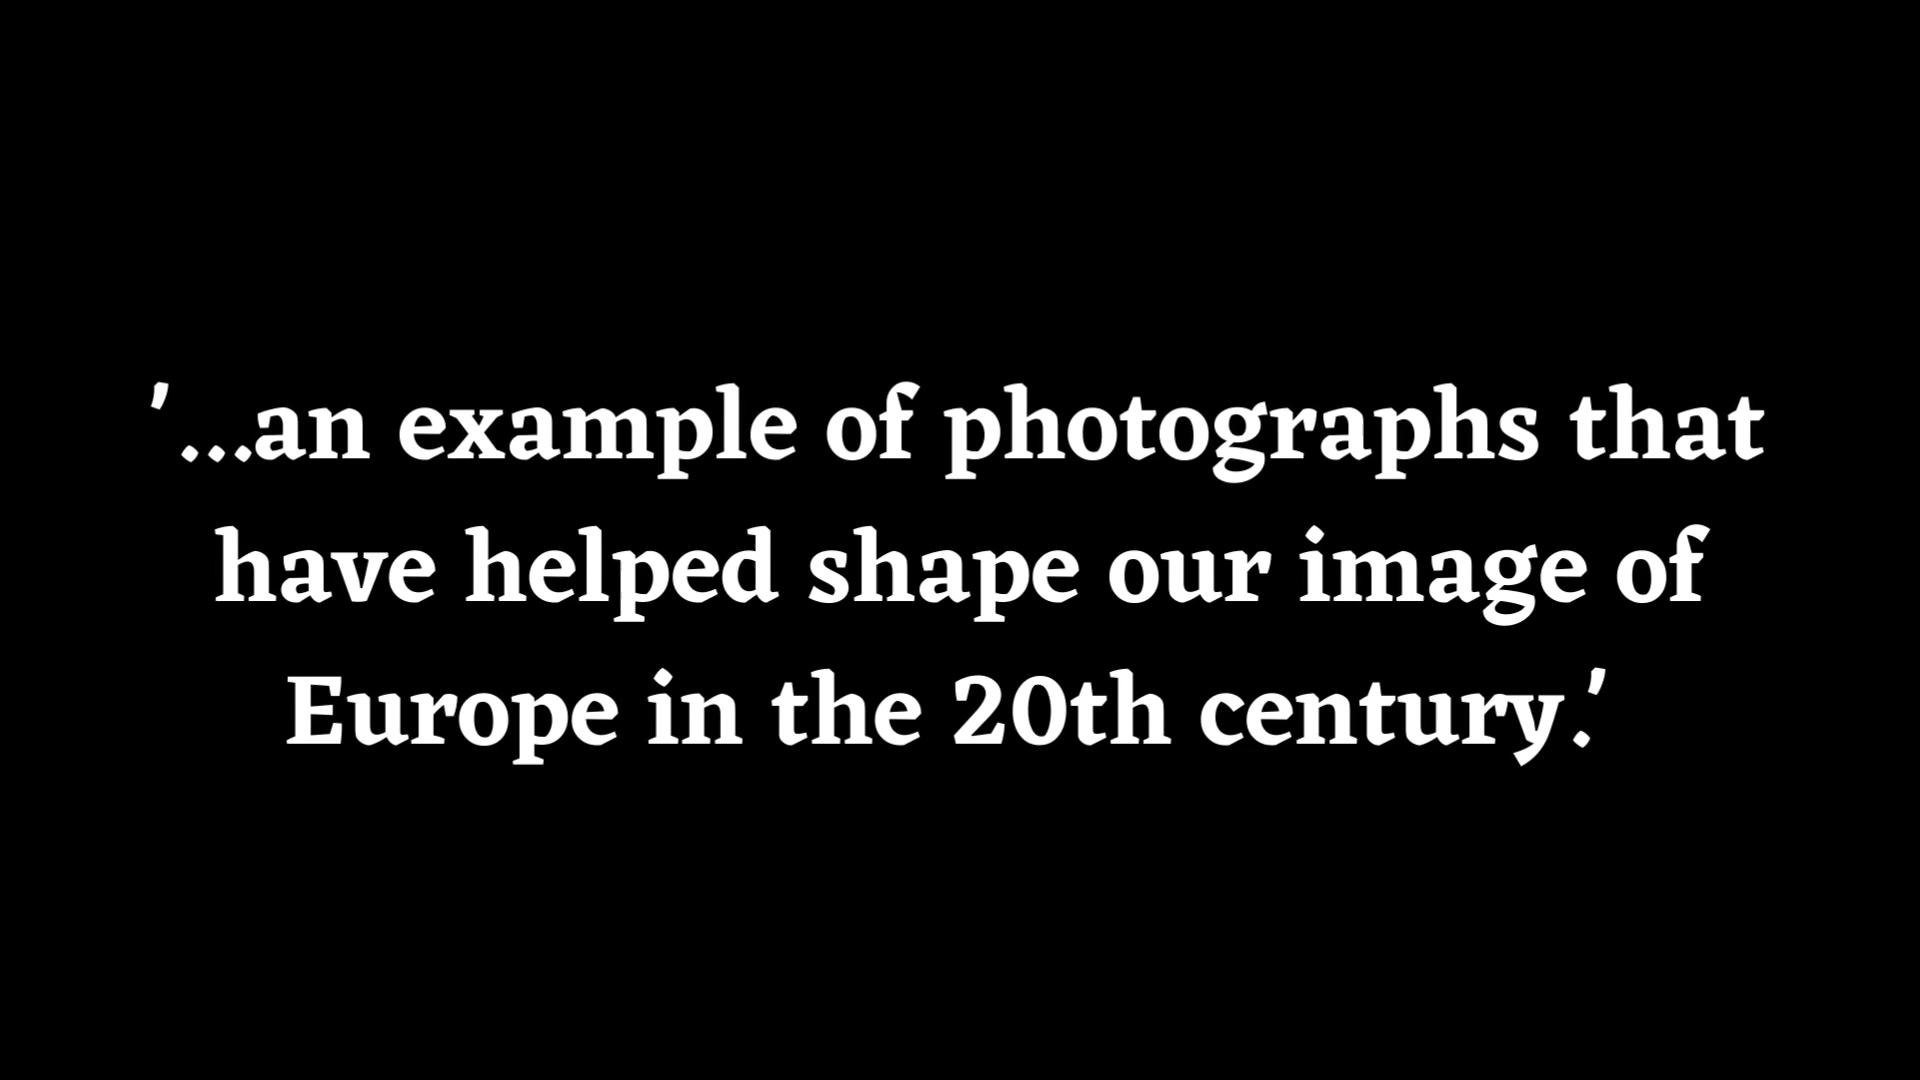 '...an example of photographs that
have helped shape our image of
Europe in the 20th century.'